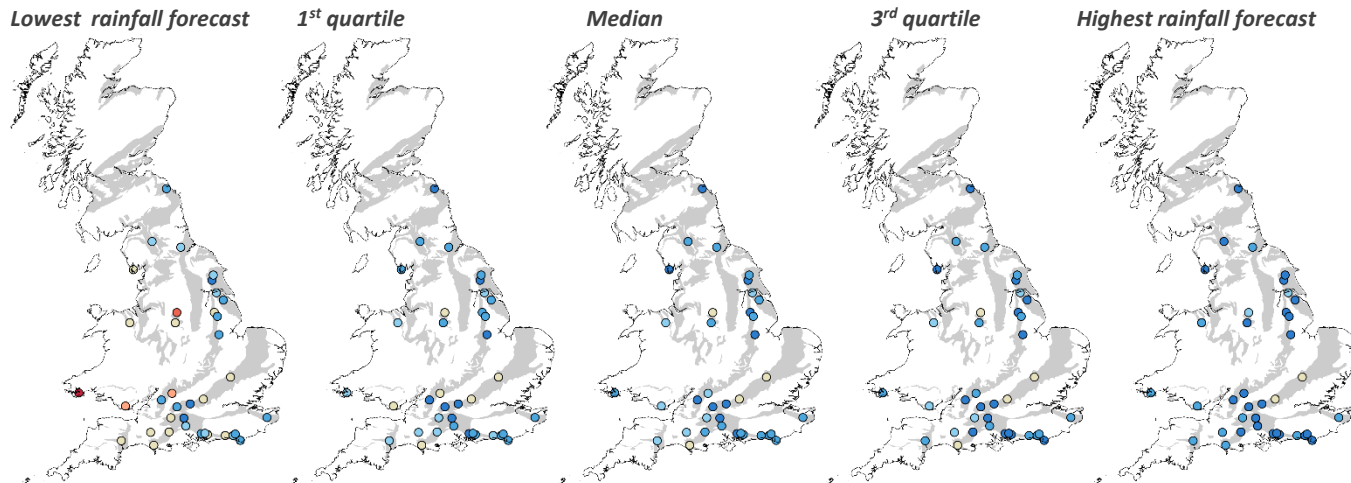 Lowest rainfall forecast
1st quartile
Median
3rd quartile
Highest rainfall forecast